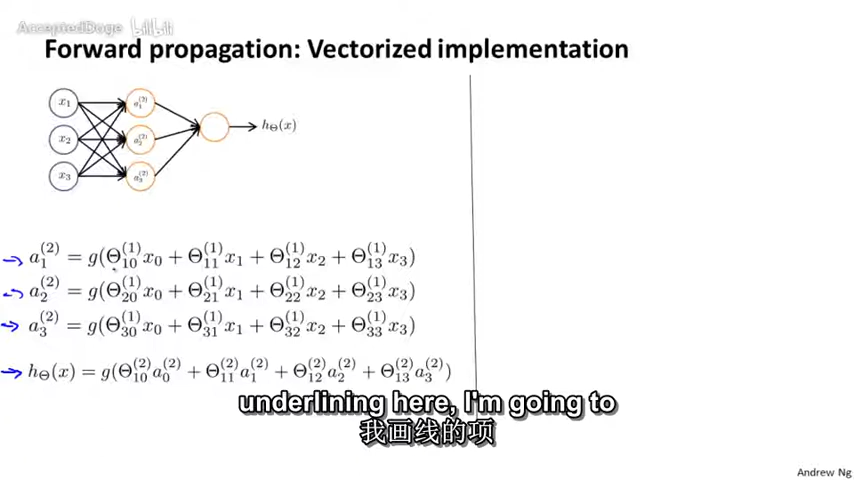 AcceptedDoge bilibili
Forward propagation: Vectorized implementation
x₁ a₁⁽²⁾
x₂ a₂⁽²⁾ h_Θ(x)
x₃ a₃⁽²⁾
a₁⁽²⁾ = g(Θ₁₀⁽¹⁾x₀ + Θ₁₁⁽¹⁾x₁ + Θ₁₂⁽¹⁾x₂ + Θ₁₃⁽¹⁾x₃)
a₂⁽²⁾ = g(Θ₂₀⁽¹⁾x₀ + Θ₂₁⁽¹⁾x₁ + Θ₂₂⁽¹⁾x₂ + Θ₂₃⁽¹⁾x₃)
a₃⁽²⁾ = g(Θ₃₀⁽¹⁾x₀ + Θ₃₁⁽¹⁾x₁ + Θ₃₂⁽¹⁾x₂ + Θ₃₃⁽¹⁾x₃)
h_Θ(x) = g(Θ₁₀⁽²⁾a₀⁽²⁾ + Θ₁₁⁽²⁾a₁⁽²⁾ + Θ₁₂⁽²⁾a₂⁽²⁾ + Θ₁₃⁽²⁾a₃⁽²⁾)
underlining here, I'm going to
我画线的项
Andrew Ng